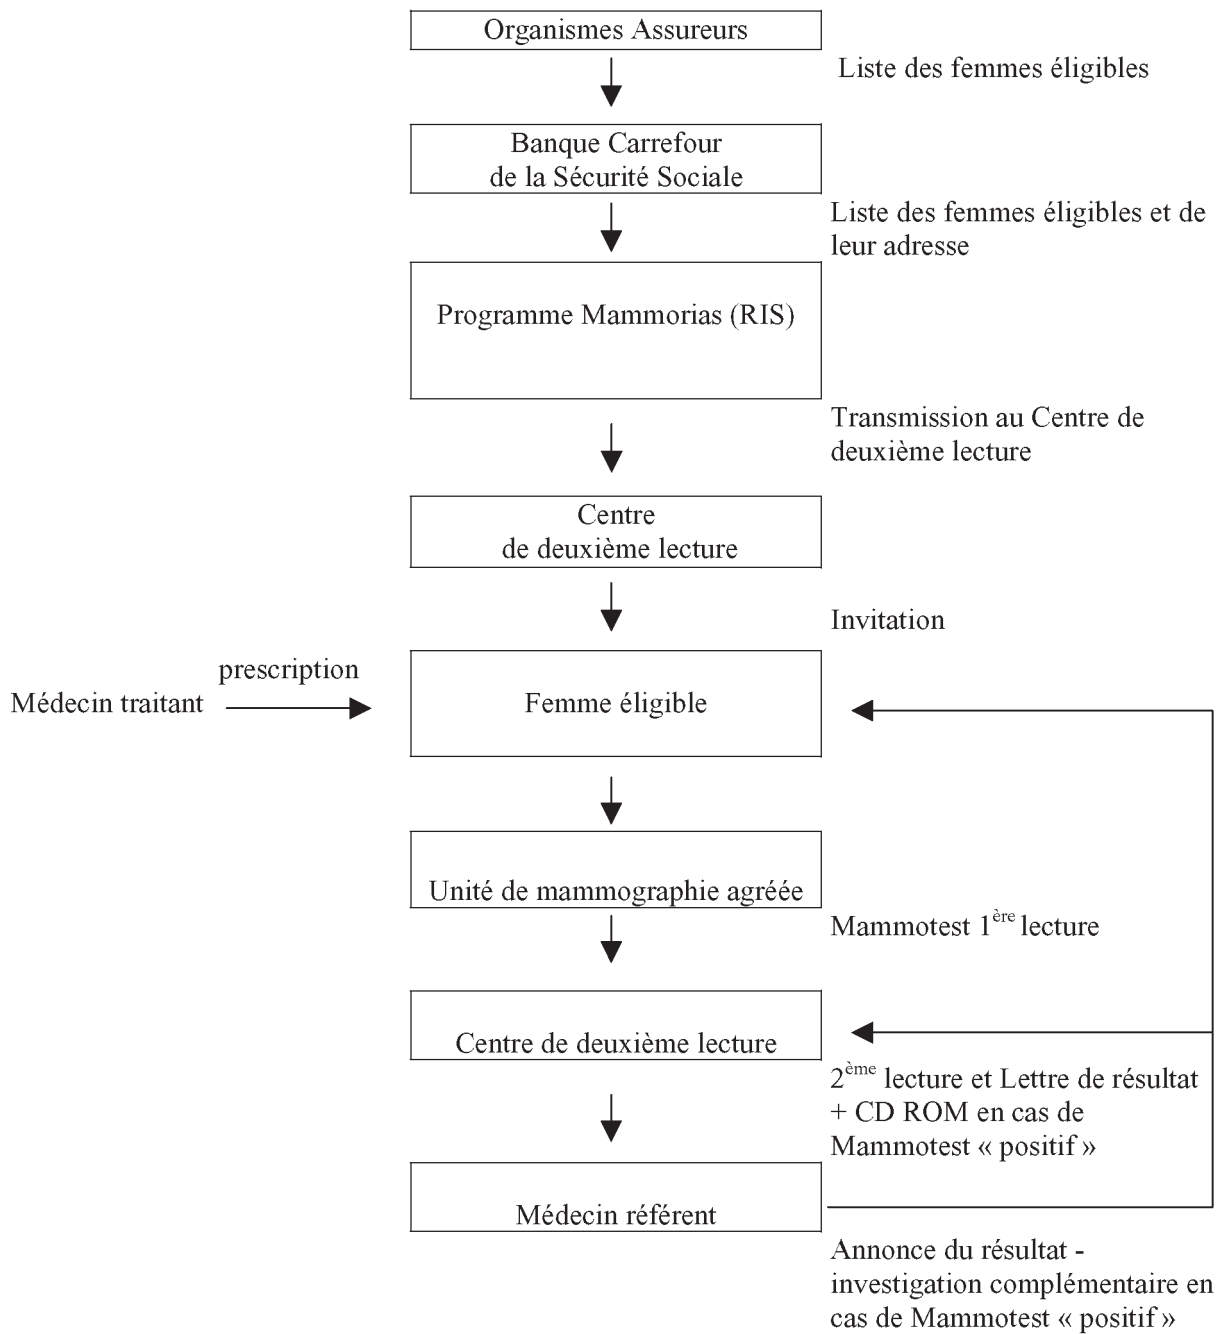 Organismes Assureurs
Liste des femmes éligibles
Banque Carrefour
de la Sécurité Sociale
Liste des femmes éligibles et de
leur adresse
Programme Mammorias (RIS)
Transmission au Centre de
deuxième lecture
Centre
de deuxième lecture
Invitation
prescription
Médecin traitant
Femme éligible
Unité de mammographie agréée
Mammotest 1ère lecture
Centre de deuxième lecture
2ème lecture et Lettre de résultat
+ CD ROM en cas de
Mammotest « positif »
Médecin référent
Annonce du résultat -
investigation complémentaire en
cas de Mammotest « positif »